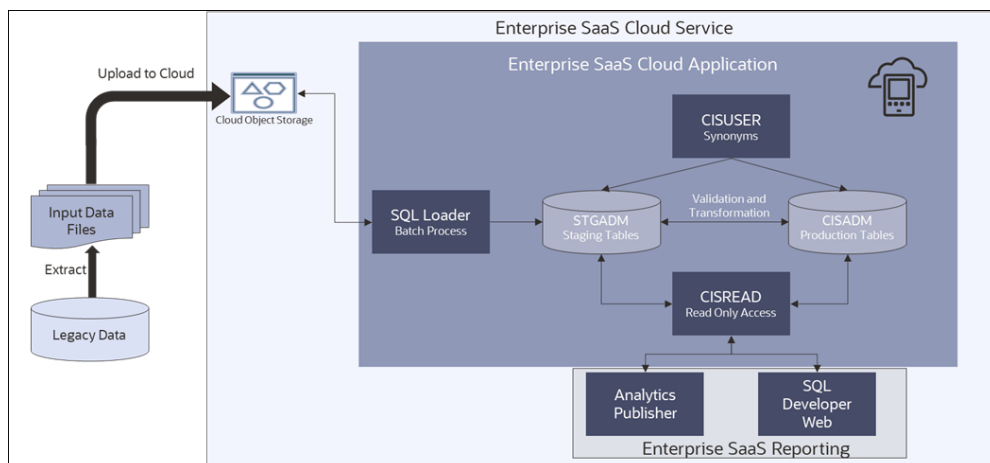 Enterprise SaaS Cloud Service
Enterprise SaaS Cloud Application
Upload to Cloud
Cloud Object Storage
CISUSER
Synonyms
Input Data
Files
SQL Loader
Batch Process
STGADM
Staging Tables
Validation and
Transformation
CISADM
Production Tables
Extract
CISREAD
Read Only Access
Legacy Data
Analytics
Publisher
SQL
Developer
Web
Enterprise SaaS Reporting